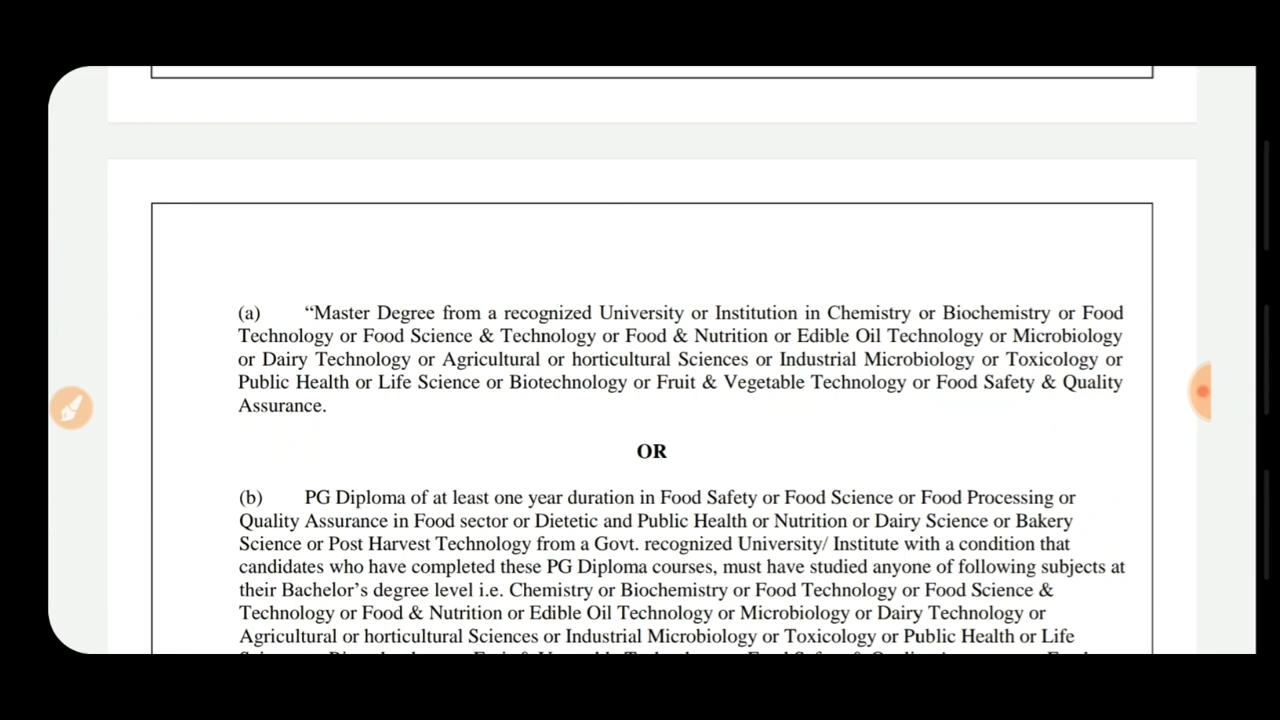 (a) “Master Degree from a recognized University or Institution in Chemistry or Biochemistry or Food
Technology or Food Science & Technology or Food & Nutrition or Edible Oil Technology or Microbiology
or Dairy Technology or Agricultural or horticultural Sciences or Industrial Microbiology or Toxicology or
Public Health or Life Science or Biotechnology or Fruit & Vegetable Technology or Food Safety & Quality
Assurance.
OR
(b) PG Diploma of at least one year duration in Food Safety or Food Science or Food Processing or
Quality Assurance in Food sector or Dietetic and Public Health or Nutrition or Dairy Science or Bakery
Science or Post Harvest Technology from a Govt. recognized University/ Institute with a condition that
candidates who have completed these PG Diploma courses, must have studied anyone of following subjects at
their Bachelor’s degree level i.e. Chemistry or Biochemistry or Food Technology or Food Science &
Technology or Food & Nutrition or Edible Oil Technology or Microbiology or Dairy Technology or
Agricultural or horticultural Sciences or Industrial Microbiology or Toxicology or Public Health or Life